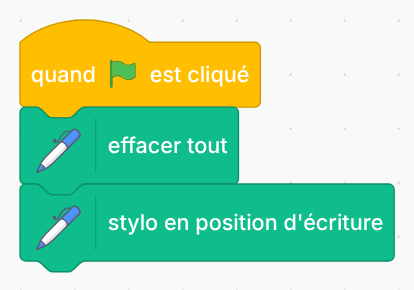 quand est cliqué
effacer tout
stylo en position d'écriture